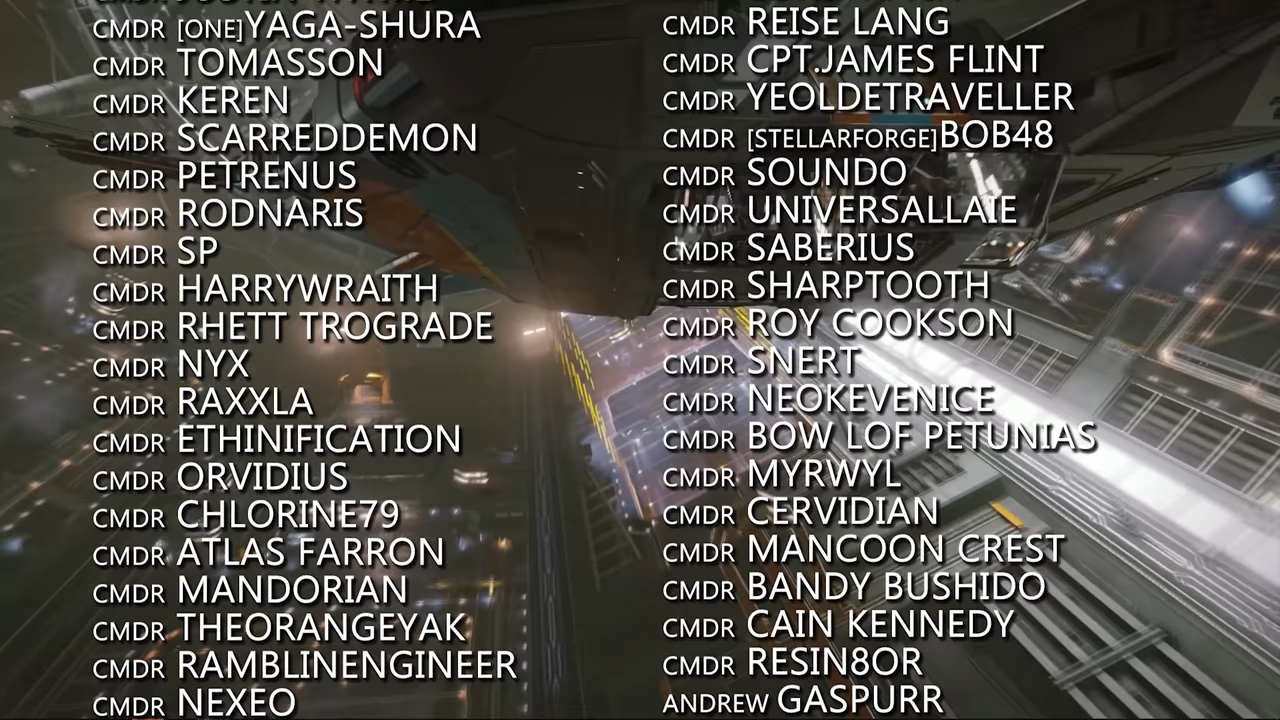 CMDR [ONE]YAGA-SHURA
CMDR TOMASSON
CMDR KEREN
CMDR SCARREDDEMON
CMDR PETRENUS
CMDR RODNARIS
CMDR SP
CMDR HARRYWRAITH
CMDR RHETT TROGRADE
CMDR NYX
CMDR RAXXLA
CMDR ETHINIFICATION
CMDR ORVIDIUS
CMDR CHLORINE79
CMDR ATLAS FARRON
CMDR MANDORIAN
CMDR THEORANGEYAK
CMDR RAMBLINENGINEER
CMDR NEXEO
CMDR REISE LANG
CMDR CPT.JAMES FLINT
CMDR YEOLDETRAVELLER
CMDR [STELLARFORGE]BOB48
CMDR SOUNDO
CMDR UNIVERSALLAIE
CMDR SABERIUS
CMDR SHARPTOOTH
CMDR ROY COOKSON
CMDR SNERT
CMDR NEOKEVENICE
CMDR BOW LOF PETUNIAS
CMDR MYRWYL
CMDR CERVIDIAN
CMDR MANCOON CREST
CMDR BANDY BUSHIDO
CMDR CAIN KENNEDY
CMDR RESIN8OR
ANDREW GASPURR